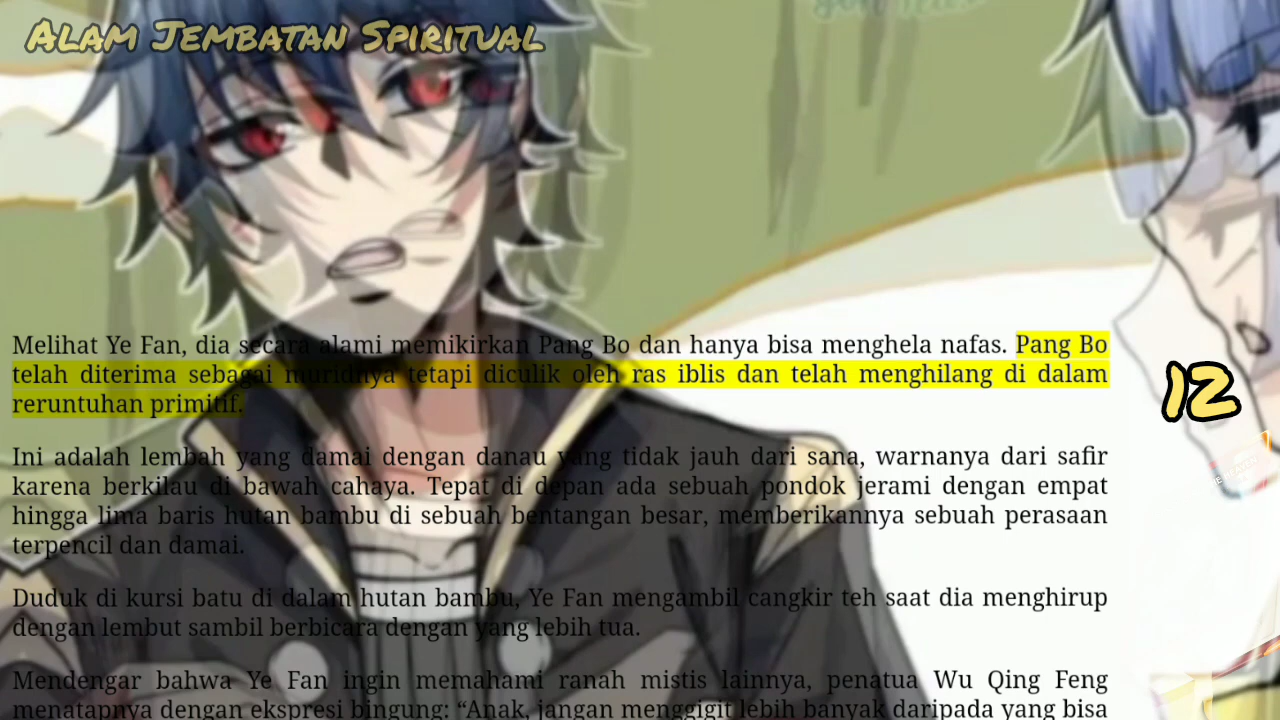 Alam Jembatan Spiritual
Melihat Ye Fan, dia secara alami memikirkan Pang Bo dan hanya bisa menghela nafas. Pang Bo
telah diterima sebagai muridnya tetapi diculik oleh ras iblis dan telah menghilang di dalam
reruntuhan primitif.
12
Ini adalah lembah yang damai dengan danau yang tidak jauh dari sana, warnanya dari safir
karena berkilau di bawah cahaya. Tepat di depan ada sebuah pondok jerami dengan empat
hingga lima baris hutan bambu di sebuah bentangan besar, memberikannya sebuah perasaan
terpencil dan damai.
Duduk di kursi batu di dalam hutan bambu, Ye Fan mengambil cangkir teh saat dia menghirup
dengan lembut sambil berbicara dengan yang lebih tua.
Mendengar bahwa Ye Fan ingin memahami ranah mistis lainnya, penatua Wu Qing Feng
menatapnya dengan ekspresi bingung: “Anak, jangan menggigit lebih banyak daripada yang bisa